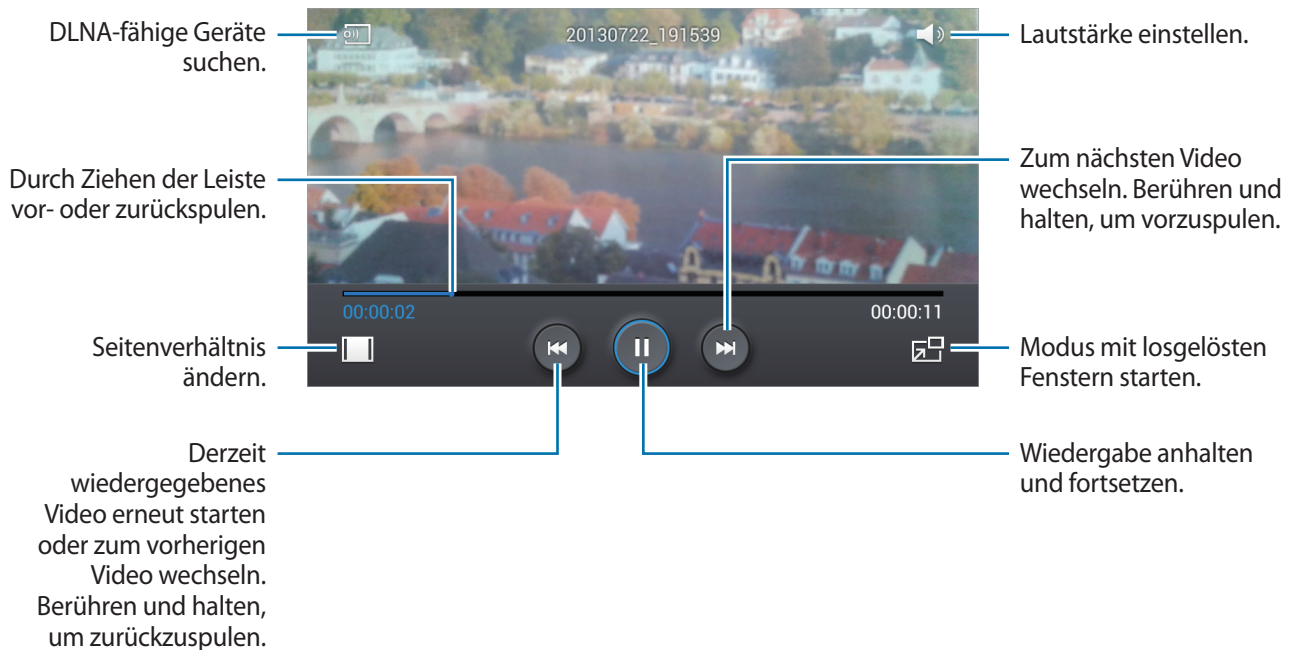 DLNA-fähige Geräte
suchen.
20130722_191539
Lautstärke einstellen.
Durch Ziehen der Leiste
vor- oder zurückspulen.
Zum nächsten Video
wechseln. Berühren und
halten, um vorzuspulen.
00:00:02
00:00:11
Seitenverhältnis
ändern.
Modus mit losgelösten
Fenstern starten.
Derzeit
wiedergegebenes
Video erneut starten
oder zum vorherigen
Video wechseln.
Berühren und halten,
um zurückzuspulen.
Wiedergabe anhalten
und fortsetzen.